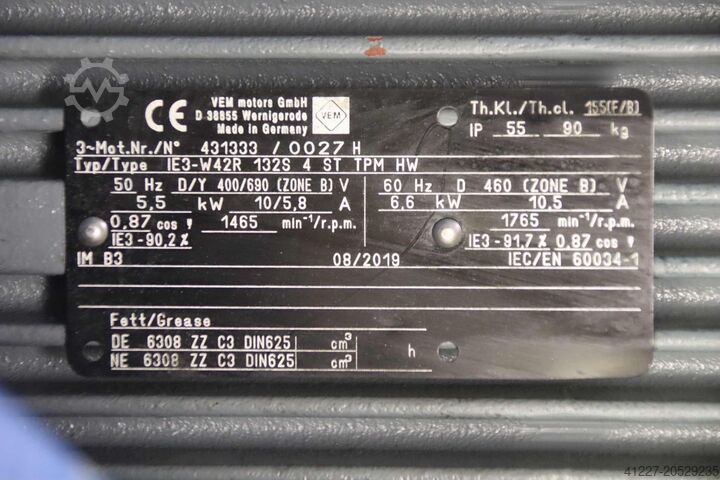 VEM motors GmbH
D 38855 Wernigerode
Made in Germany
CE
VEM
Th.Kl./Th.cl. 155(F/B)
IP 55 90 kg
3~Mot.Nr./N° 431333 / 0027 H
Typ/Type IE3-W42R 132S 4 ST TPM HW
50 Hz D/Y 400/690 (ZONE B) V
5,5 kW 10/5,8 A
0,87 cos φ 1465 min⁻¹/r.p.m.
IE3-90,2%
60 Hz D 460 (ZONE B) V
6,6 kW 10,5 A
1765 min⁻¹/r.p.m.
IE3-91,7% 0,87 cos φ
IM B3 08/2019 IEC/EN 60034-1
Fett/Grease
DE 6308 ZZ C3 DIN625 cm³
NE 6308 ZZ C3 DIN625 cm³
h
41227-20529235